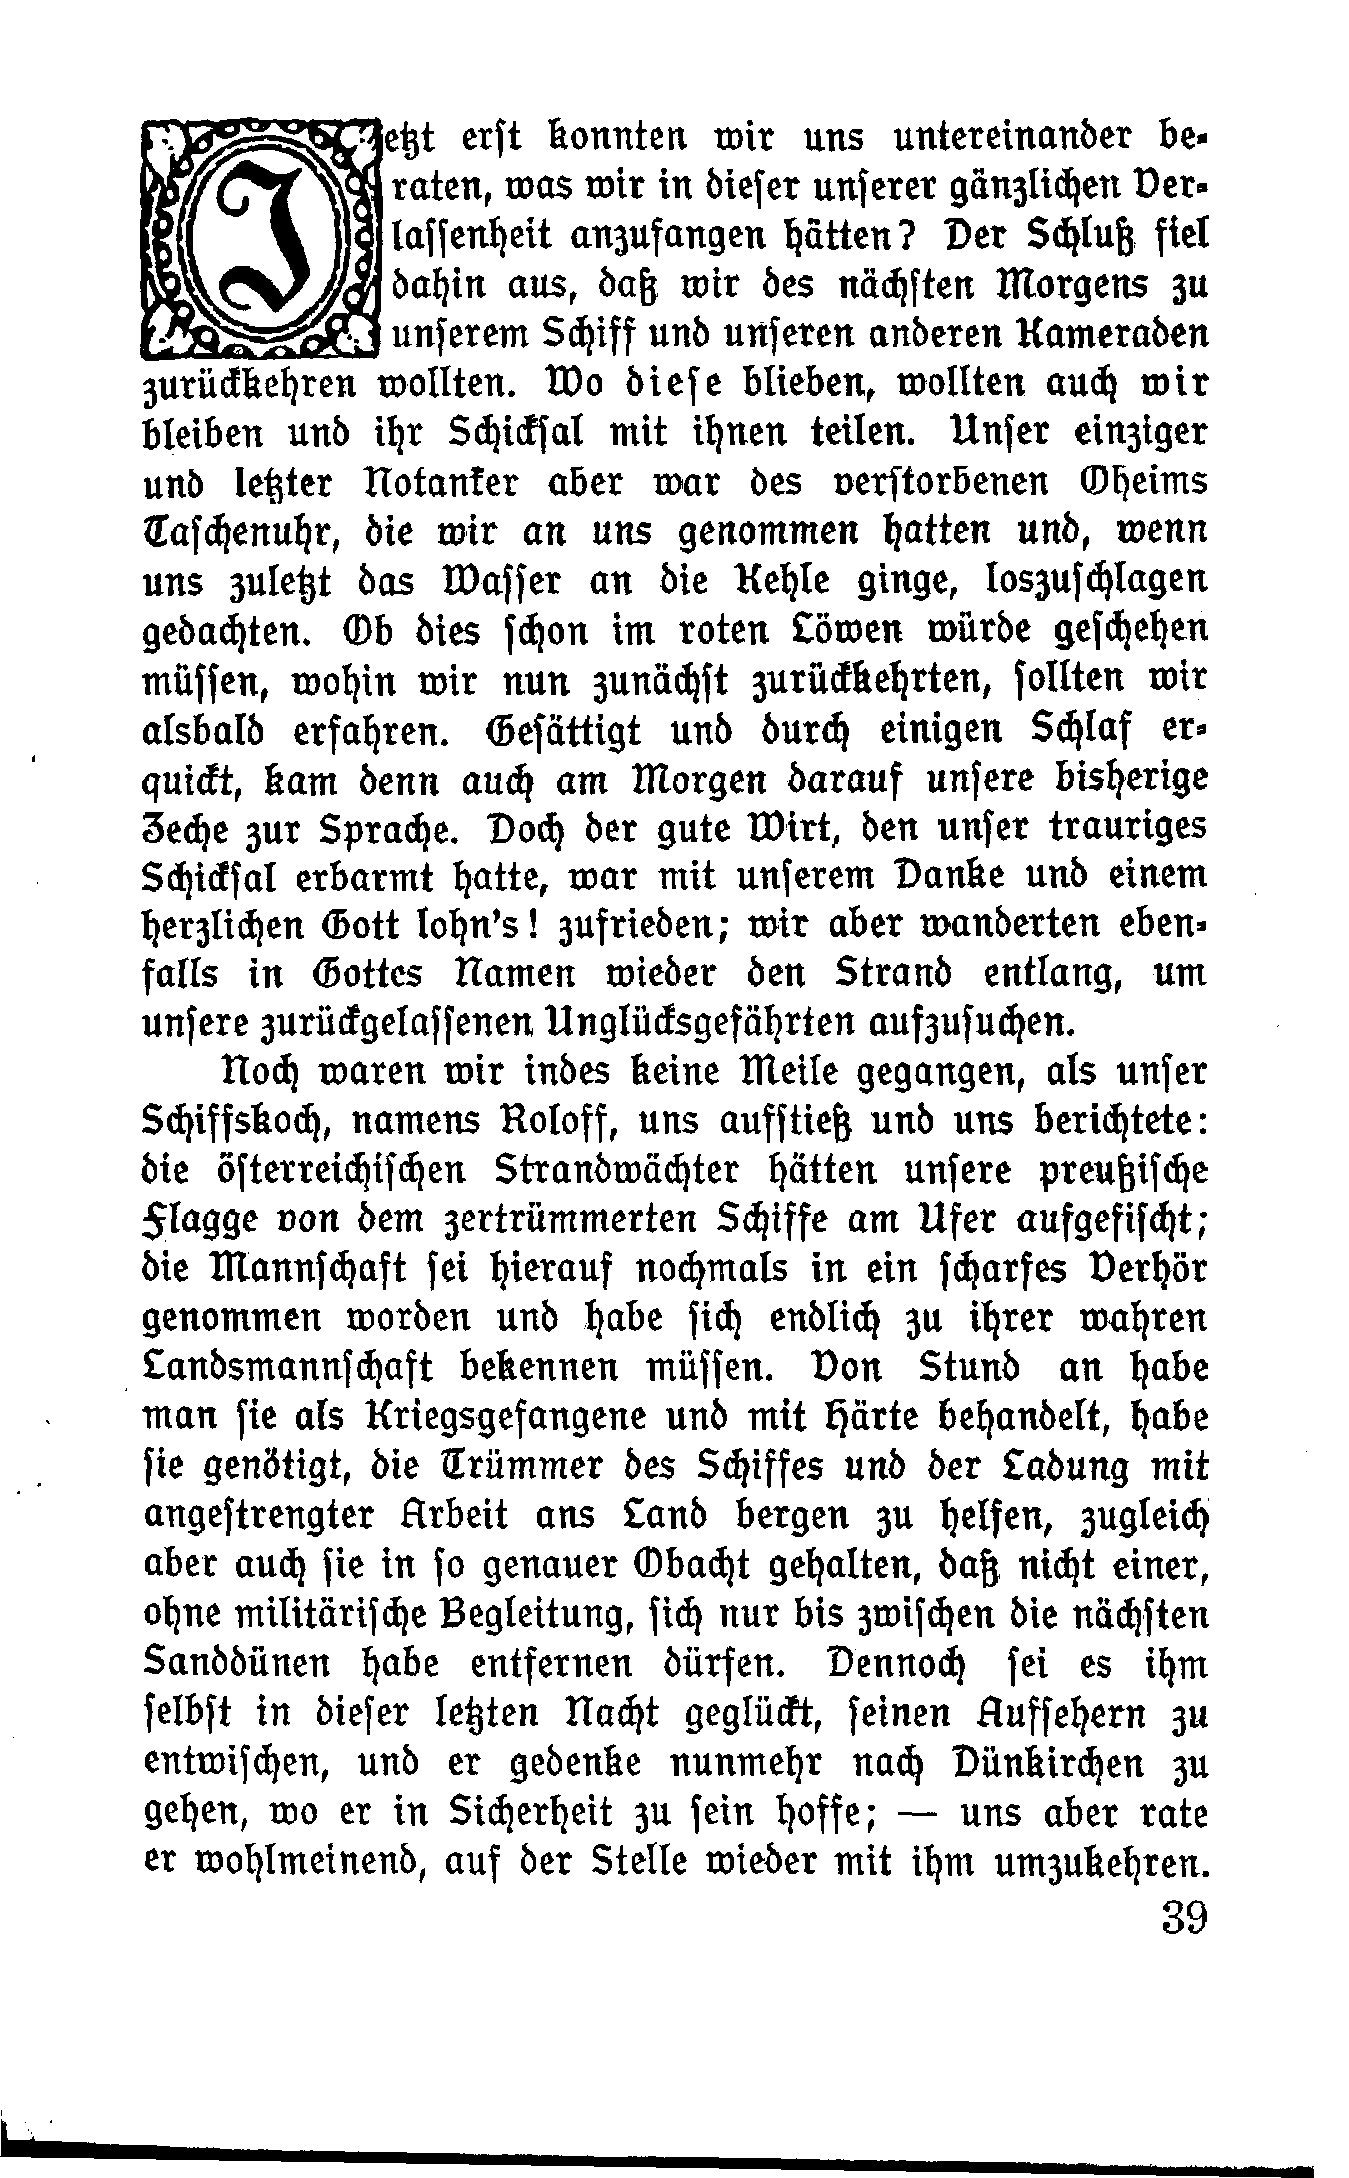 Jetzt erst konnten wir uns untereinander be-
raten, was wir in dieser unserer gänzlichen Ver-
lassenheit anzufangen hätten? Der Schluß fiel
dahin aus, daß wir des nächsten Morgens zu
unserem Schiff und unseren anderen Kameraden
zurückkehren wollten. Wo diese blieben, wollten auch wir
bleiben und ihr Schicksal mit ihnen teilen. Unser einziger
und letzter Notanker aber war des verstorbenen Oheims
Taschenuhr, die wir an uns genommen hatten und, wenn
uns zuletzt das Wasser an die Kehle ginge, loszuschlagen
gedachten. Ob dies schon im roten Löwen würde geschehen
müssen, wohin wir nun zunächst zurückkehrten, sollten wir
alsbald erfahren. Gesättigt und durch einigen Schlaf er-
quickt, kam denn auch am Morgen darauf unsere bisherige
Zeche zur Sprache. Doch der gute Wirt, den unser trauriges
Schicksal erbarmt hatte, war mit unserem Danke und einem
herzlichen Gott lohn's! zufrieden; wir aber wanderten eben-
falls in Gottes Namen wieder den Strand entlang, um
unsere zurückgelassenen Unglücksgefährten aufzusuchen.
Noch waren wir indes keine Meile gegangen, als unser
Schiffskoch, namens Roloff, uns aufstieß und uns berichtete:
die österreichischen Strandwächter hätten unsere preußische
Flagge von dem zertrümmerten Schiffe am Ufer aufgefischt;
die Mannschaft sei hierauf nochmals in ein scharfes Verhör
genommen worden und habe sich endlich zu ihrer wahren
Landsmannschaft bekennen müssen. Von Stund an habe
man sie als Kriegsgefangene und mit Härte behandelt, habe
sie genötigt, die Trümmer des Schiffes und der Ladung mit
angestrengter Arbeit ans Land bergen zu helfen, zugleich
aber auch sie in so genauer Obacht gehalten, daß nicht einer,
ohne militärische Begleitung, sich nur bis zwischen die nächsten
Sanddünen habe entfernen dürfen. Dennoch sei es ihm
selbst in dieser letzten Nacht geglückt, seinen Aufsehern zu
entwischen, und er gedenke nunmehr nach Dünkirchen zu
gehen, wo er in Sicherheit zu sein hoffe; — uns aber rate
er wohlmeinend, auf der Stelle wieder mit ihm umzukehren.
39